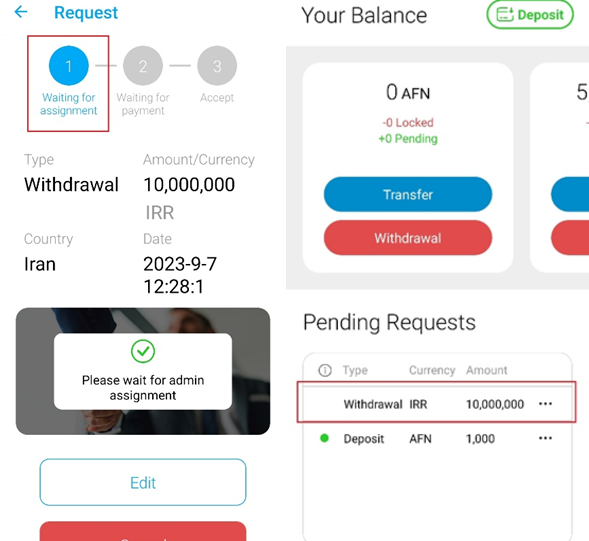 Request
1
2
3
Waiting for
assignment
Waiting for
payment
Accept
Type
Amount/Currency
Withdrawal
10,000,000
IRR
Country
Date
Iran
2023-9-7
12:28:1
Please wait for admin
assignment
Edit
Your Balance
Deposit
0 AFN
-0 Locked
+0 Pending
Transfer
Withdrawal
5
Pending Requests
Type Currency Amount
Withdrawal IRR 10,000,000
Deposit AFN 1,000